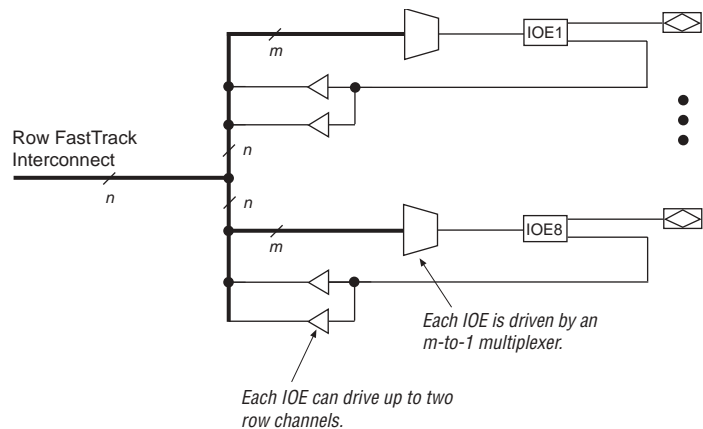 m
IOE1
n
Row FastTrack
Interconnect
n
n
m
IOE8
Each IOE is driven by an
m-to-1 multiplexer.
Each IOE can drive up to two
row channels.